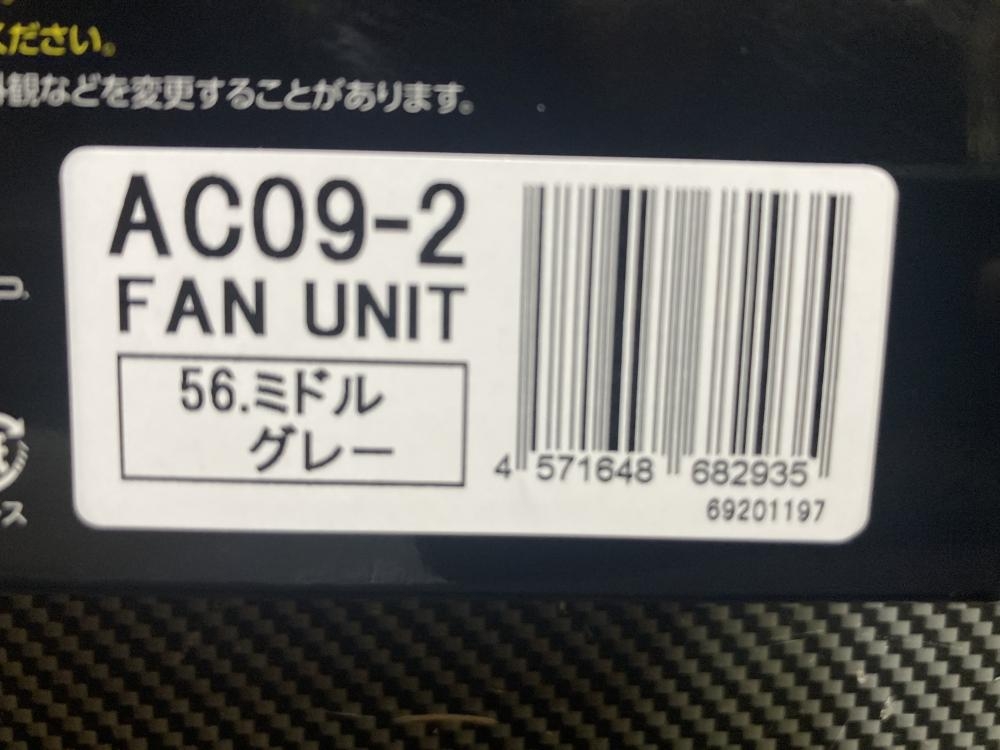 ください。
外観などを変更することがあります。
AC09-2
FAN UNIT
56.ミドル
グレー
4 571648 682935
69201197